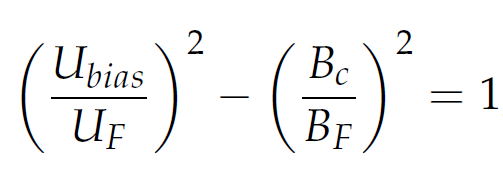 (U_bias / U_F)^2 − (B_c / B_F)^2 = 1